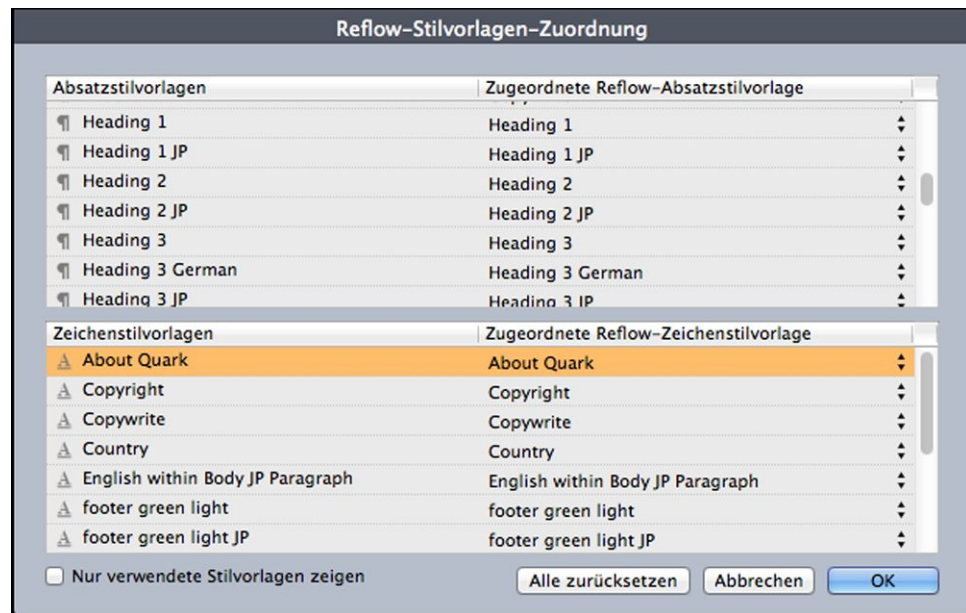 Reflow-Stilvorlagen-Zuordnung
Absatzstilvorlagen Zugeordnete Reflow-Absatzstilvorlage
Heading 1 Heading 1
Heading 1 JP Heading 1 JP
Heading 2 Heading 2
Heading 2 JP Heading 2 JP
Heading 3 Heading 3
Heading 3 German Heading 3 German
Heading 3 JP Heading 3 JP
Zeichenstilvorlagen Zugeordnete Reflow-Zeichenstilvorlage
About Quark About Quark
Copyright Copyright
Copywrite Copywrite
Country Country
English within Body JP Paragraph English within Body JP Paragraph
footer green light footer green light
footer green light JP footer green light JP
Nur verwendete Stilvorlagen zeigen Alle zurücksetzen Abbrechen OK